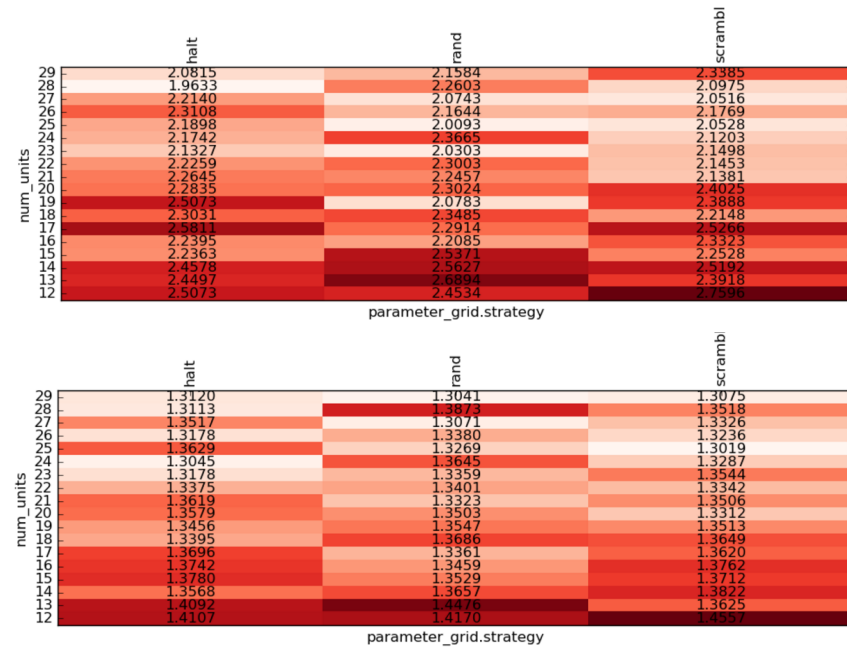 halt rand scrambl
29 2.0815 2.1584 2.3385
28 1.9633 2.2603 2.0975
27 2.2140 2.0743 2.0516
26 2.3108 2.1644 2.1769
25 2.1898 2.0093 2.0528
24 2.1742 2.3665 2.1203
23 2.1327 2.0303 2.1498
22 2.2259 2.3003 2.1453
21 2.2645 2.2457 2.1381
20 2.2835 2.3024 2.4025
19 2.5073 2.0783 2.3888
18 2.3031 2.3485 2.2148
17 2.5811 2.2914 2.5266
16 2.2395 2.2085 2.3323
15 2.2363 2.5371 2.2528
14 2.4578 2.5627 2.5192
13 2.4497 2.6894 2.3918
12 2.5073 2.4534 2.7596
num_units
parameter_grid.strategy
halt rand scrambl
29 1.3120 1.3041 1.3075
28 1.3113 1.3873 1.3518
27 1.3517 1.3071 1.3326
26 1.3178 1.3380 1.3236
25 1.3629 1.3269 1.3019
24 1.3045 1.3645 1.3287
23 1.3178 1.3359 1.3544
22 1.3375 1.3401 1.3342
21 1.3619 1.3323 1.3506
20 1.3579 1.3503 1.3312
19 1.3456 1.3547 1.3513
18 1.3395 1.3686 1.3649
17 1.3696 1.3361 1.3620
16 1.3742 1.3459 1.3762
15 1.3780 1.3529 1.3712
14 1.3568 1.3657 1.3822
13 1.4092 1.4476 1.3625
12 1.4107 1.4170 1.4557
num_units
parameter_grid.strategy